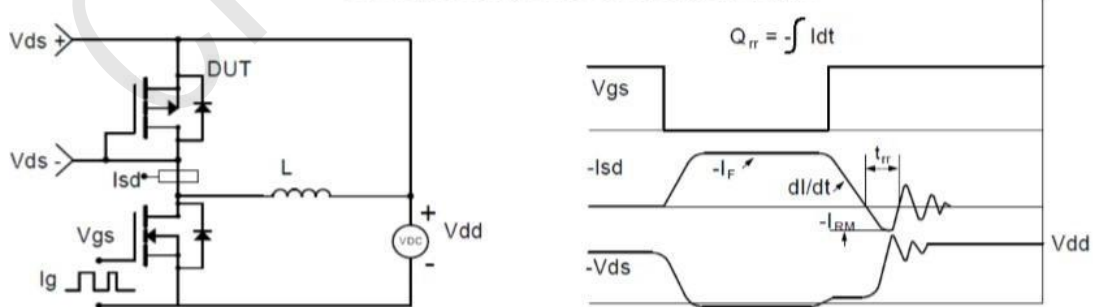 Vds +
DUT
Vds -
Isd
L
Vgs
Ig
+
VDC
-
Vdd
Qrr = -∫ Idt
Vgs
-Isd
-IF
dI/dt
trr
-IRM
-Vds
Vdd